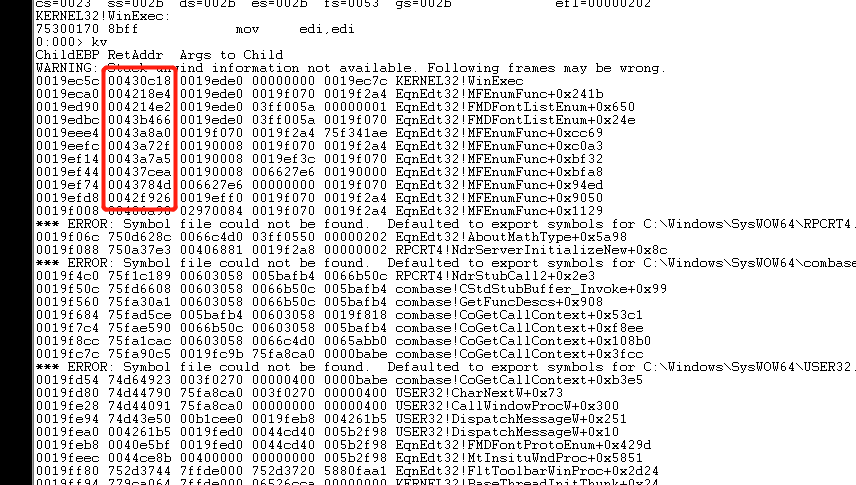 cs=0023 ss=002b ds=002b es=002b fs=0053 gs=002b efl=00000202
KERNEL32!WinExec:
75300170 8bff mov edi,edi
0:000> kv
ChildEBP RetAddr Args to Child
WARNING: Stack unwind information not available. Following frames may be wrong.
0019ec5c 00430c18 0019ede0 00000000 0019ec7c KERNEL32!WinExec
0019eca0 004218e4 0019ede0 0019f070 0019f2a4 EqnEdt32!MFEnumFunc+0x241b
0019ed90 004214e2 0019ede0 03ff005a 00000001 EqnEdt32!FMDFontListEnum+0x650
0019edbc 0043b466 0019ede0 03ff005a 0019f070 EqnEdt32!FMDFontListEnum+0x24e
0019eee4 0043a8a0 0019f070 0019f2a4 75f341ae EqnEdt32!MFEnumFunc+0xcc69
0019eefc 0043a72f 00190008 0019f070 0019f2a4 EqnEdt32!MFEnumFunc+0xc0a3
0019ef14 0043a7a5 00190008 0019ef3c 0019f070 EqnEdt32!MFEnumFunc+0xbf32
0019ef44 00437cea 00190008 006627e6 00190000 EqnEdt32!MFEnumFunc+0xbfa8
0019ef74 0043784d 006627e6 00000000 0019f070 EqnEdt32!MFEnumFunc+0x94ed
0019efd8 0042f926 0019eff0 0019f070 0019f2a4 EqnEdt32!MFEnumFunc+0x9050
0019f008 00406a98 02970084 0019f070 0019f2a4 EqnEdt32!MFEnumFunc+0x1129
*** ERROR: Symbol file could not be found. Defaulted to export symbols for C:\Windows\SysWOW64\RPCRT4.
0019f06c 750d628c 0066c4d0 03ff0550 00000202 EqnEdt32!AboutMathType+0x5a98
0019f088 750a37e3 00406881 0019f2a8 00000002 RPCRT4!NdrServerInitializeNew+0x8c
*** ERROR: Symbol file could not be found. Defaulted to export symbols for C:\Windows\SysWOW64\combase
0019f4c0 75f1c189 00603058 005bafb4 0066b50c RPCRT4!NdrStubCall2+0x2e3
0019f50c 75fd6608 00603058 0066b50c 005bafb4 combase!CStdStubBuffer_Invoke+0x99
0019f560 75fa30a1 00603058 0066b50c 005bafb4 combase!GetFuncDescs+0x908
0019f684 75fad5ce 005bafb4 00603058 0019f818 combase!CoGetCallContext+0x53c1
0019f7c4 75fae590 0066b50c 00603058 005bafb4 combase!CoGetCallContext+0xf8ee
0019f8cc 75fa1cac 00603058 0066c4d0 0065abb0 combase!CoGetCallContext+0x108b0
0019fc7c 75fa90c5 0019fc9b 75fa8ca0 0000babe combase!CoGetCallContext+0x3fcc
*** ERROR: Symbol file could not be found. Defaulted to export symbols for C:\Windows\SysWOW64\USER32.
0019fd54 74d64923 003f0270 00000400 0000babe combase!CoGetCallContext+0xb3e5
0019fd80 74d44790 75fa8ca0 003f0270 00000400 USER32!CharNextW+0x73
0019fe28 74d44091 75fa8ca0 00000000 00000400 USER32!CallWindowProcW+0x300
0019fe94 74d43e50 00b1cee0 0019feb8 004261b5 USER32!DispatchMessageW+0x251
0019fea0 004261b5 0019fed0 0044cd40 005b2f98 USER32!DispatchMessageW+0x10
0019feb8 0040e5bf 0019fed0 0044cd40 005b2f98 EqnEdt32!FMDFontProtoEnum+0x429d
0019feec 0044ce8b 00400000 00000000 005b2f98 EqnEdt32!MtInsituWndProc+0x5851
0019ff80 752d3744 7ffde000 752d3720 5880faa1 EqnEdt32!FltToolbarWinProc+0x2d24
0019ff94 779ca064 7ffde000 06526cca 00000000 KERNEL32!BaseThreadInitThunk+0x24